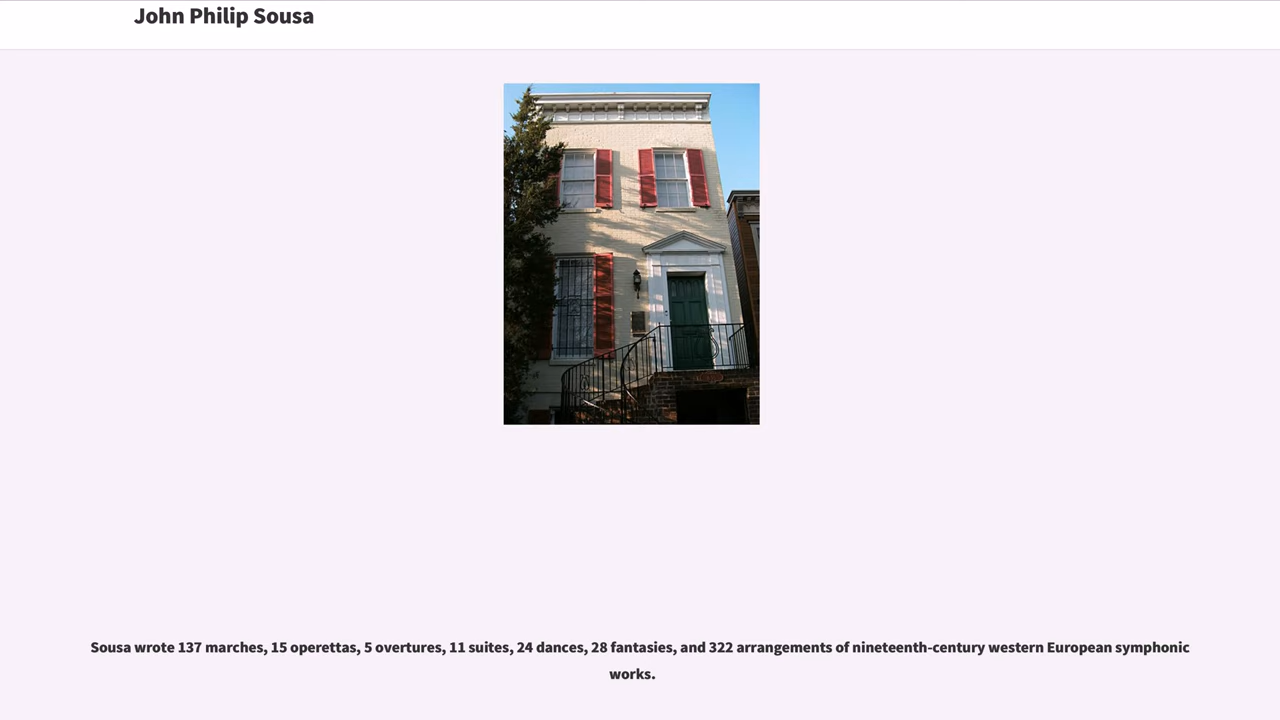 John Philip Sousa
Sousa wrote 137 marches, 15 operettas, 5 overtures, 11 suites, 24 dances, 28 fantasies, and 322 arrangements of nineteenth-century western European symphonic
works.